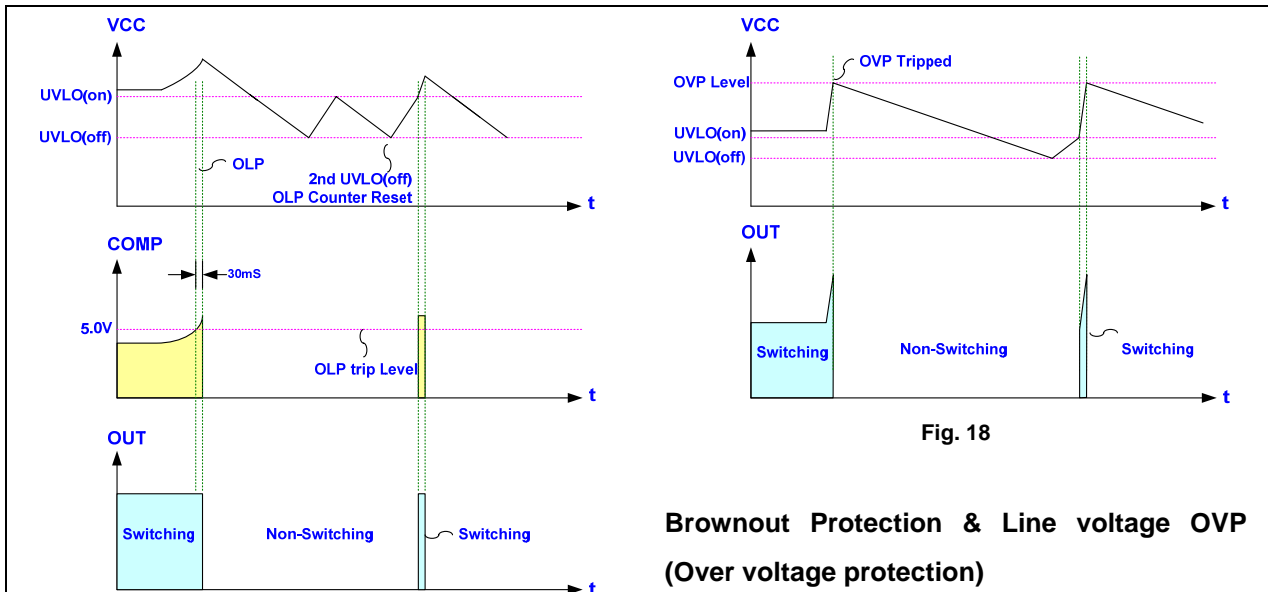 VCC
UVLO(on)
UVLO(off)
OLP
2nd UVLO(off)
OLP Counter Reset
t
COMP
30mS
5.0V
OLP trip Level
t
OUT
Switching
Non-Switching
Switching
t
VCC
OVP Tripped
OVP Level
UVLO(on)
UVLO(off)
t
OUT
Switching
Non-Switching
Switching
t
Fig. 18
Brownout Protection & Line voltage OVP
(Over voltage protection)